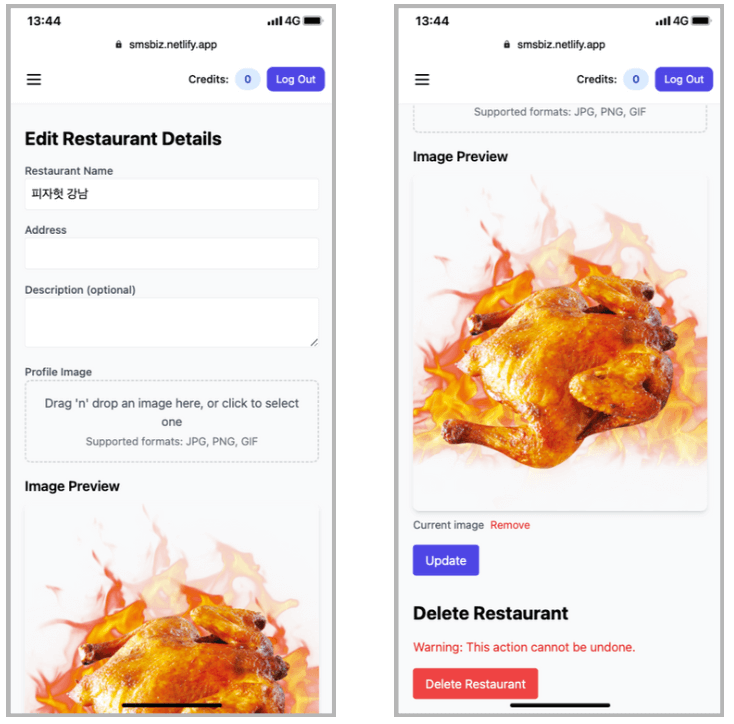 13:44
4G
smsbiz.netlify.app
Credits: 0 Log Out
Edit Restaurant Details
Restaurant Name
피자헛 강남
Address
Description (optional)
Profile Image
Drag 'n' drop an image here, or click to select
one
Supported formats: JPG, PNG, GIF
Image Preview
13:44
4G
smsbiz.netlify.app
Credits: 0 Log Out
Supported formats: JPG, PNG, GIF
Image Preview
Current image Remove
Update
Delete Restaurant
Warning: This action cannot be undone.
Delete Restaurant